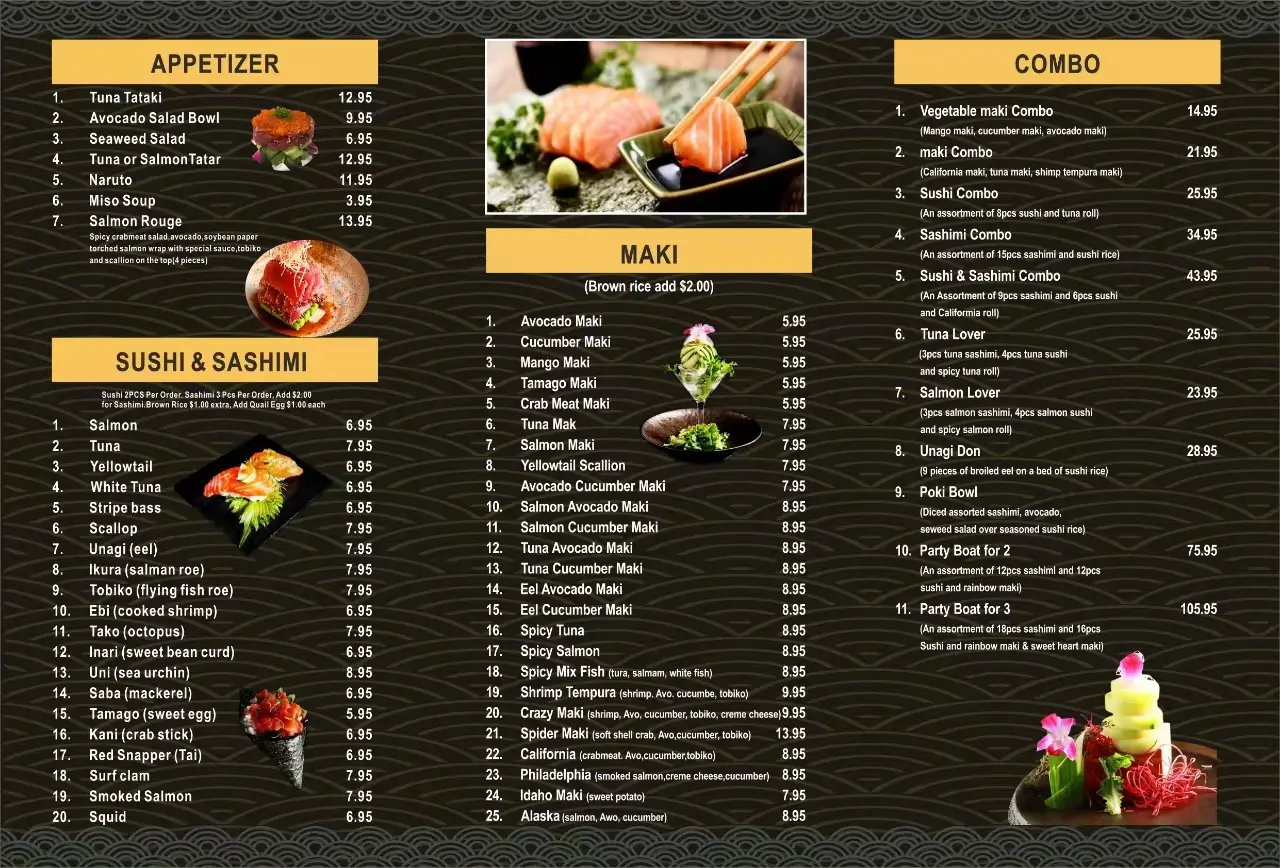 APPETIZER
1. Tuna Tataki 12.95
2. Avocado Salad Bowl 9.95
3. Seaweed Salad 6.95
4. Tuna or SalmonTatar 12.95
5. Naruto 11.95
6. Miso Soup 3.95
7. Salmon Rouge 13.95
Spicy crabmeat salad.avocado,soybean paper
torched salmon wrap with special sauce,tobiko
and scallion on the top(4 pieces)
SUSHI & SASHIMI
Sushi 2PCS Per Order. Sashimi 3 Pcs Per Order, Add $2.00
for Sashimi.Brown Rice $1.00 extra, Add Quail Egg $1.00 each
1. Salmon 6.95
2. Tuna 7.95
3. Yellowtail 6.95
4. White Tuna 6.95
5. Stripe bass 6.95
6. Scallop 7.95
7. Unagi (eel) 7.95
8. Ikura (salman roe) 7.95
9. Tobiko (flying fish roe) 7.95
10. Ebi (cooked shrimp) 6.95
11. Tako (octopus) 7.95
12. Inari (sweet bean curd) 6.95
13. Uni (sea urchin) 8.95
14. Saba (mackerel) 6.95
15. Tamago (sweet egg) 5.95
16. Kani (crab stick) 6.95
17. Red Snapper (Tai) 6.95
18. Surf clam 7.95
19. Smoked Salmon 7.95
20. Squid 6.95
MAKI
(Brown rice add $2.00)
1. Avocado Maki 5.95
2. Cucumber Maki 5.95
3. Mango Maki 5.95
4. Tamago Maki 5.95
5. Crab Meat Maki 5.95
6. Tuna Mak 7.95
7. Salmon Maki 7.95
8. Yellowtail Scallion 7.95
9. Avocado Cucumber Maki 7.95
10. Salmon Avocado Maki 8.95
11. Salmon Cucumber Maki 8.95
12. Tuna Avocado Maki 8.95
13. Tuna Cucumber Maki 8.95
14. Eel Avocado Maki 8.95
15. Eel Cucumber Maki 8.95
16. Spicy Tuna 8.95
17. Spicy Salmon 8.95
18. Spicy Mix Fish (tura, salmam, white fish) 8.95
19. Shrimp Tempura (shrimp. Avo. cucumbe, tobiko) 9.95
20. Crazy Maki (shrimp, Avo, cucumber, tobiko, creme cheese) 9.95
21. Spider Maki (soft shell crab, Avo,cucumber, tobiko) 13.95
22. California (crabmeat. Avo,cucumber,tobiko) 8.95
23. Philadelphia (smoked salmon,creme cheese,cucumber) 8.95
24. Idaho Maki (sweet potato) 7.95
25. Alaska (salmon, Awo, cucumber) 8.95
COMBO
1. Vegetable maki Combo 14.95
(Mango maki, cucumber maki, avocado maki)
2. maki Combo 21.95
(California maki, tuna maki, shimp tempura maki)
3. Sushi Combo 25.95
(An assortment of 8pcs sushi and tuna roll)
4. Sashimi Combo 34.95
(An assortment of 15pcs sashimi and sushi rice)
5. Sushi & Sashimi Combo 43.95
(An Assortment of 9pcs sashimi and 6pcs sushi
and California roll)
6. Tuna Lover 25.95
(3pcs tuna sashimi, 4pcs tuna sushi
and spicy tuna roll)
7. Salmon Lover 23.95
(3pcs salmon sashimi, 4pcs salmon sushi
and spicy salmon roll)
8. Unagi Don 28.95
(9 pieces of broiled eel on a bed of sushi rice)
9. Poki Bowl
(Diced assorted sashimi, avocado,
seweed salad over seasoned sushi rice)
10. Party Boat for 2 75.95
(An assortment of 12pcs sashiml and 12pcs
sushi and rainbow maki)
11. Party Boat for 3 105.95
(An assortment of 18pcs sashimi and 16pcs
Sushi and rainbow maki & sweet heart maki)